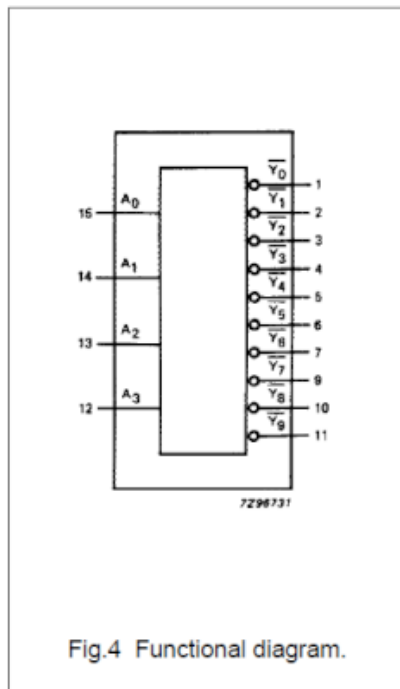 Y0 1
Y1 2
15 A0
Y2 3
Y3 4
14 A1
Y4 5
Y5 6
13 A2
Y6 7
Y7 9
12 A3
Y8 10
Y9 11
7Z96731
Fig.4 Functional diagram.